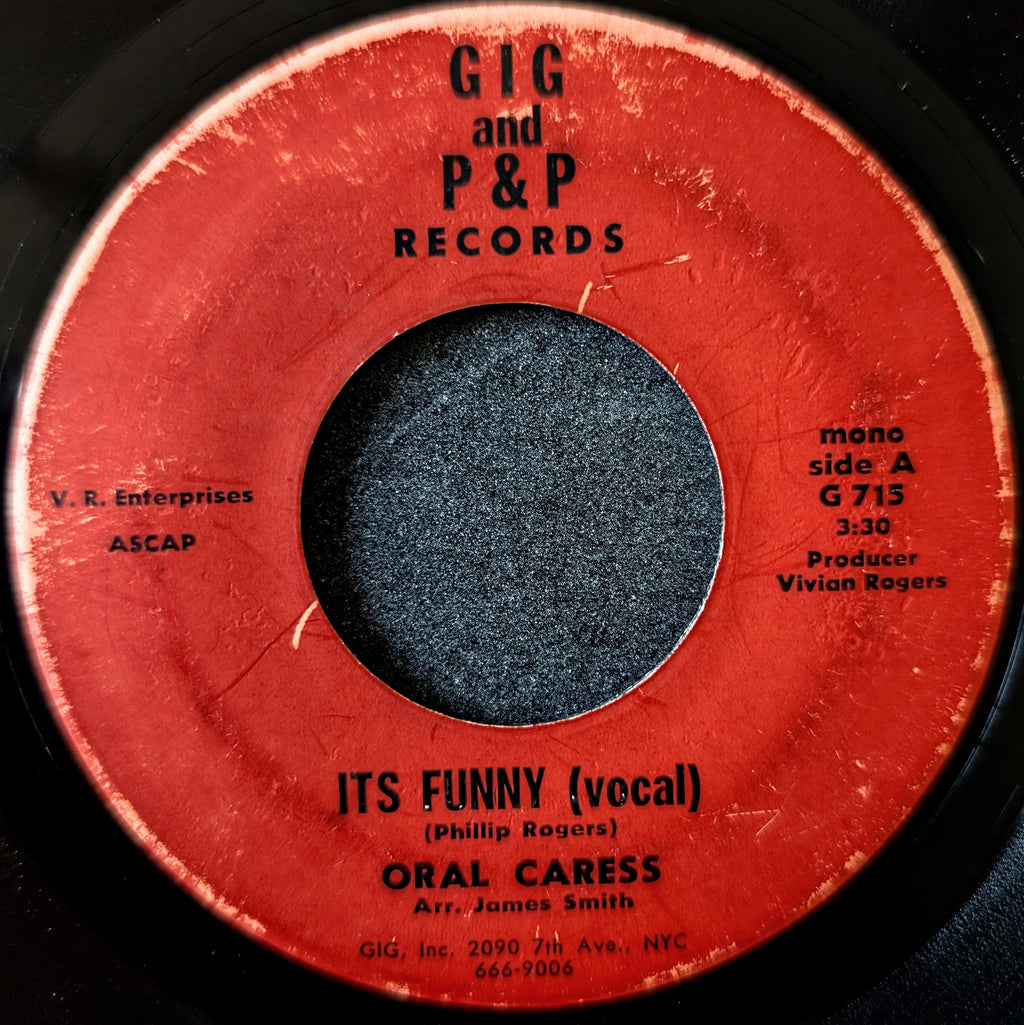 GIG
and
P & P
RECORDS
V. R. Enterprises
ASCAP
mono
side A
G 715
3:30
Producer
Vivian Rogers
ITS FUNNY (vocal)
(Phillip Rogers)
ORAL CARESS
Arr. James Smith
GIG, Inc. 2090 7th Ave., NYC
666-9006